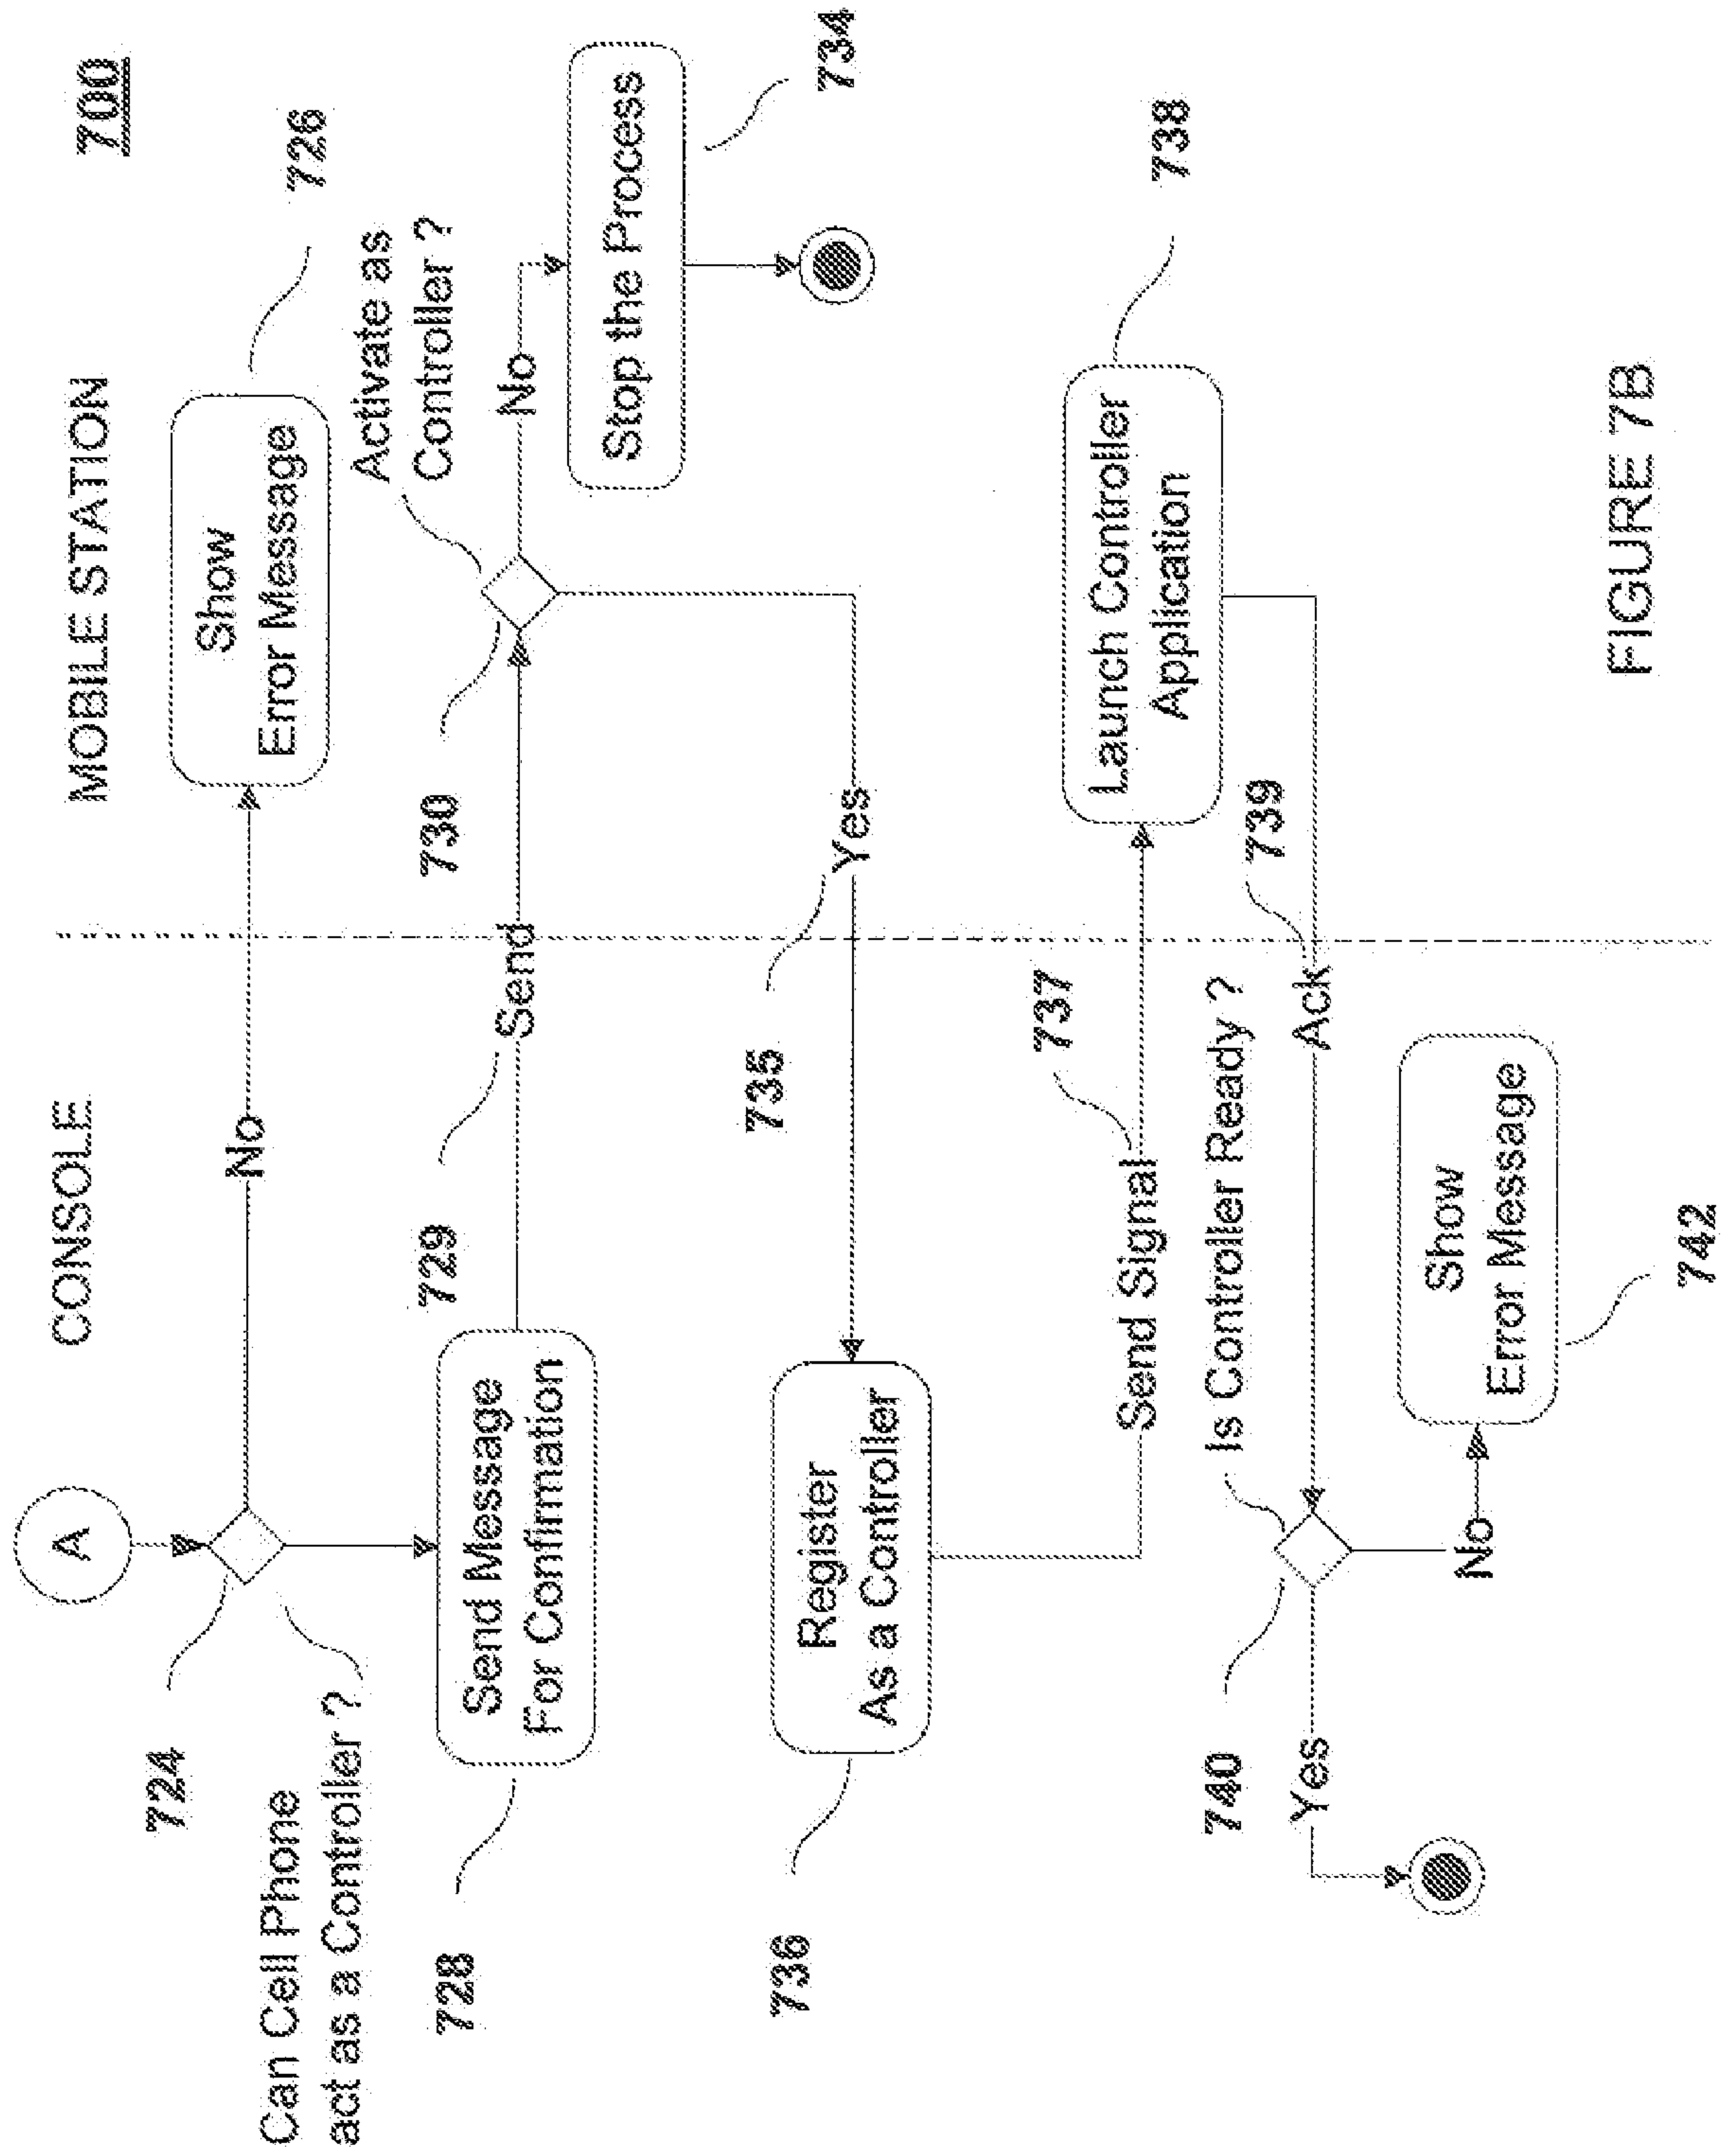 700
CONSOLE
MOBILE STATION
A
724
Can Cell Phone
act as a Controller ?
No
Show
Error Message
726
728
Send Message
For Confirmation
729
Send
730
Activate as
Controller ?
No
Stop the Process
734
735
Yes
736
Register
As a Controller
737
Send Signal
Launch Controller
Application
738
739
Ack
Is Controller Ready ?
740
Yes
No
Show
Error Message
742
FIGURE 7B